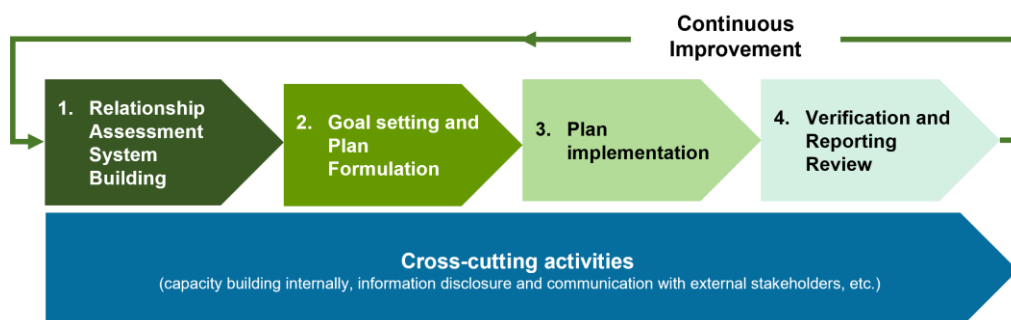 Continuous
Improvement
1. Relationship
Assessment
System
Building
2. Goal setting and
Plan
Formulation
3. Plan
implementation
4. Verification and
Reporting
Review
Cross-cutting activities
(capacity building internally, information disclosure and communication with external stakeholders, etc.)